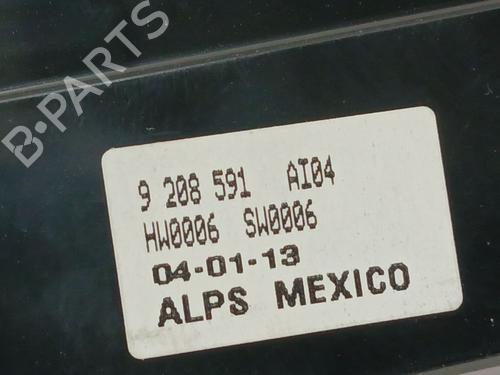 B-PARTS
9 208 591 AI04
HW0006 SW0006
04-01-13
ALPS MEXICO